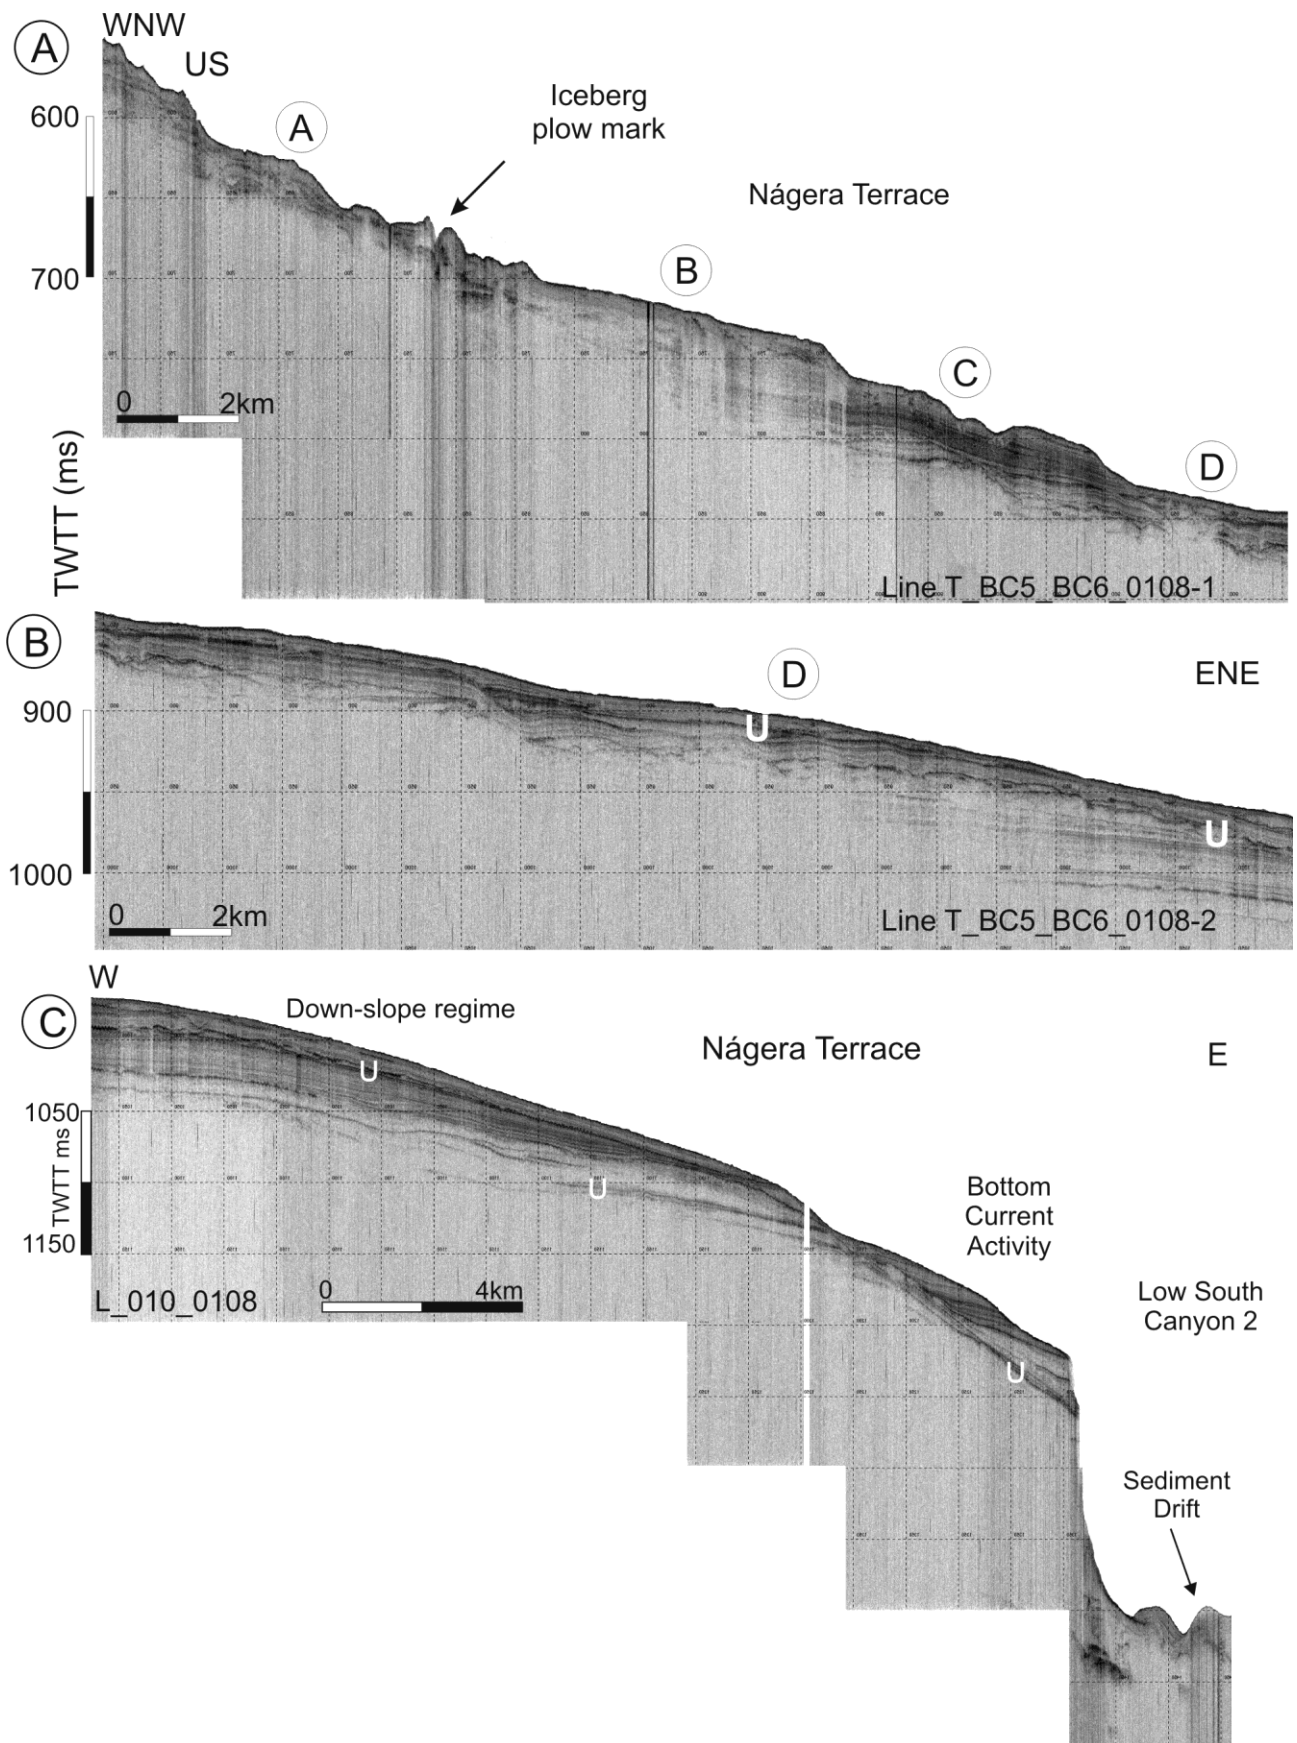 A
WNW
US
600
A
Iceberg
plow mark
Nágera Terrace
700
B
C
0 2km
TWTT (ms)
D
Line T_BC5_BC6_0108-1
B
D
ENE
900
U
U
1000
0 2km
Line T_BC5_BC6_0108-2
W
C
Down-slope regime
Nágera Terrace
E
U
1050
TWTT ms
U
Bottom
Current
Activity
1150
L_010_0108
0 4km
Low South
Canyon 2
U
Sediment
Drift